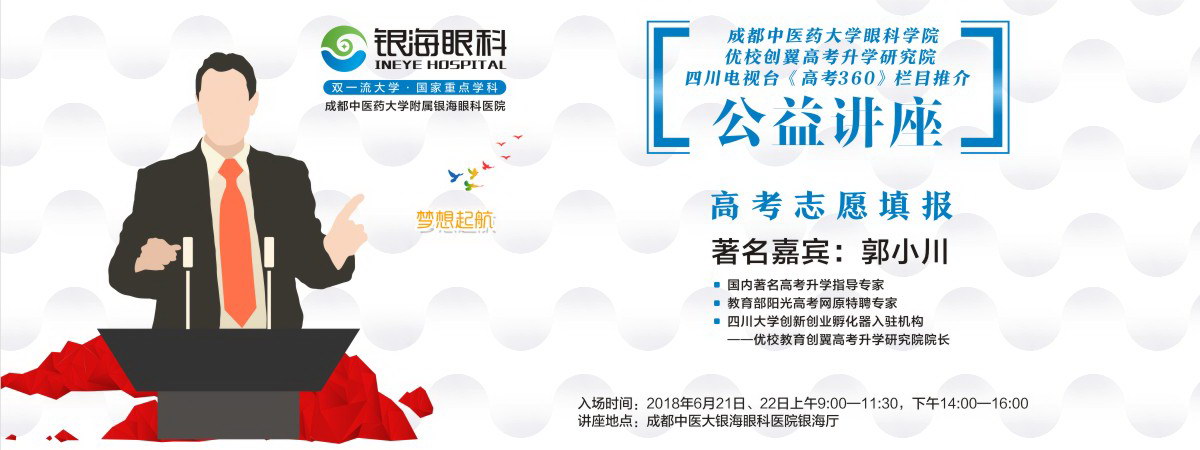 银海眼科
INEYE HOSPITAL
双一流大学·国家重点学科
成都中医药大学附属银海眼科医院
梦想起航
成都中医药大学眼科学院
优校创翼高考升学研究院
四川电视台《高考360》栏目推介
公益讲座
高考志愿填报
著名嘉宾：郭小川
国内著名高考升学指导专家
教育部阳光高考网原特聘专家
四川大学创新创业孵化器入驻机构
——优校教育创翼高考升学研究院院长
入场时间：2018年6月21日、22日上午9:00—11:30，下午14:00—16:00
讲座地点：成都中医大银海眼科医院银海厅